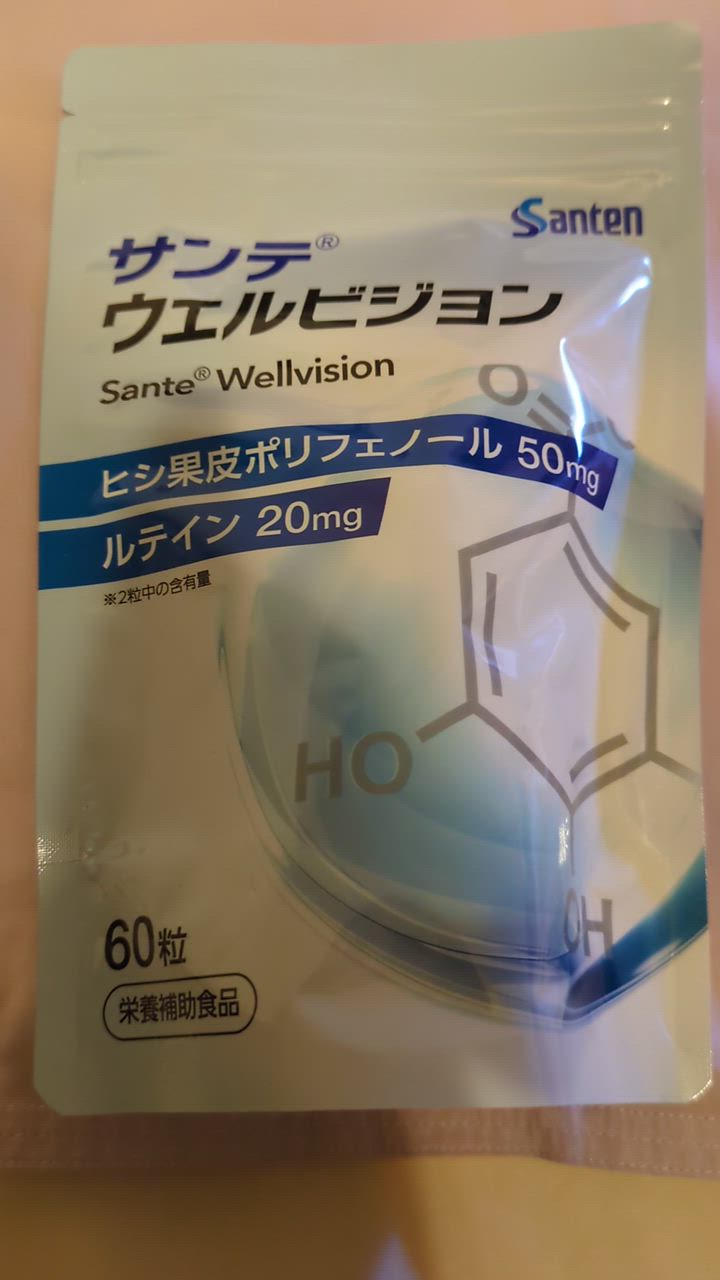 Santen
サンテ®
ウエルビジョン
Sante® Wellvision
ヒシ果皮ポリフェノール 50mg
ルテイン 20mg
※2粒中の含有量
O
HO
OH
60粒
栄養補助食品